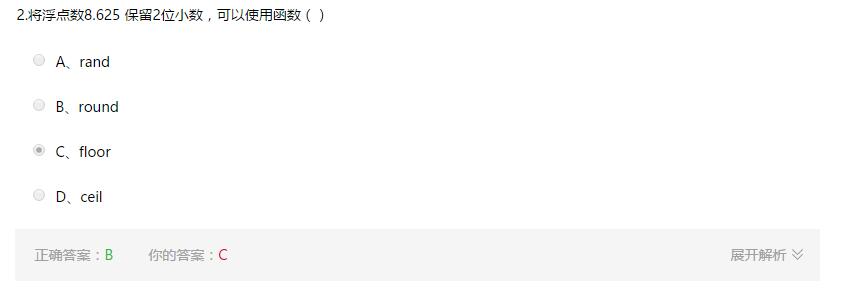 2.将浮点数8.625 保留2位小数，可以使用函数（ ）
A、rand
B、round
C、floor
D、ceil
正确答案：B 你的答案：C 展开解析